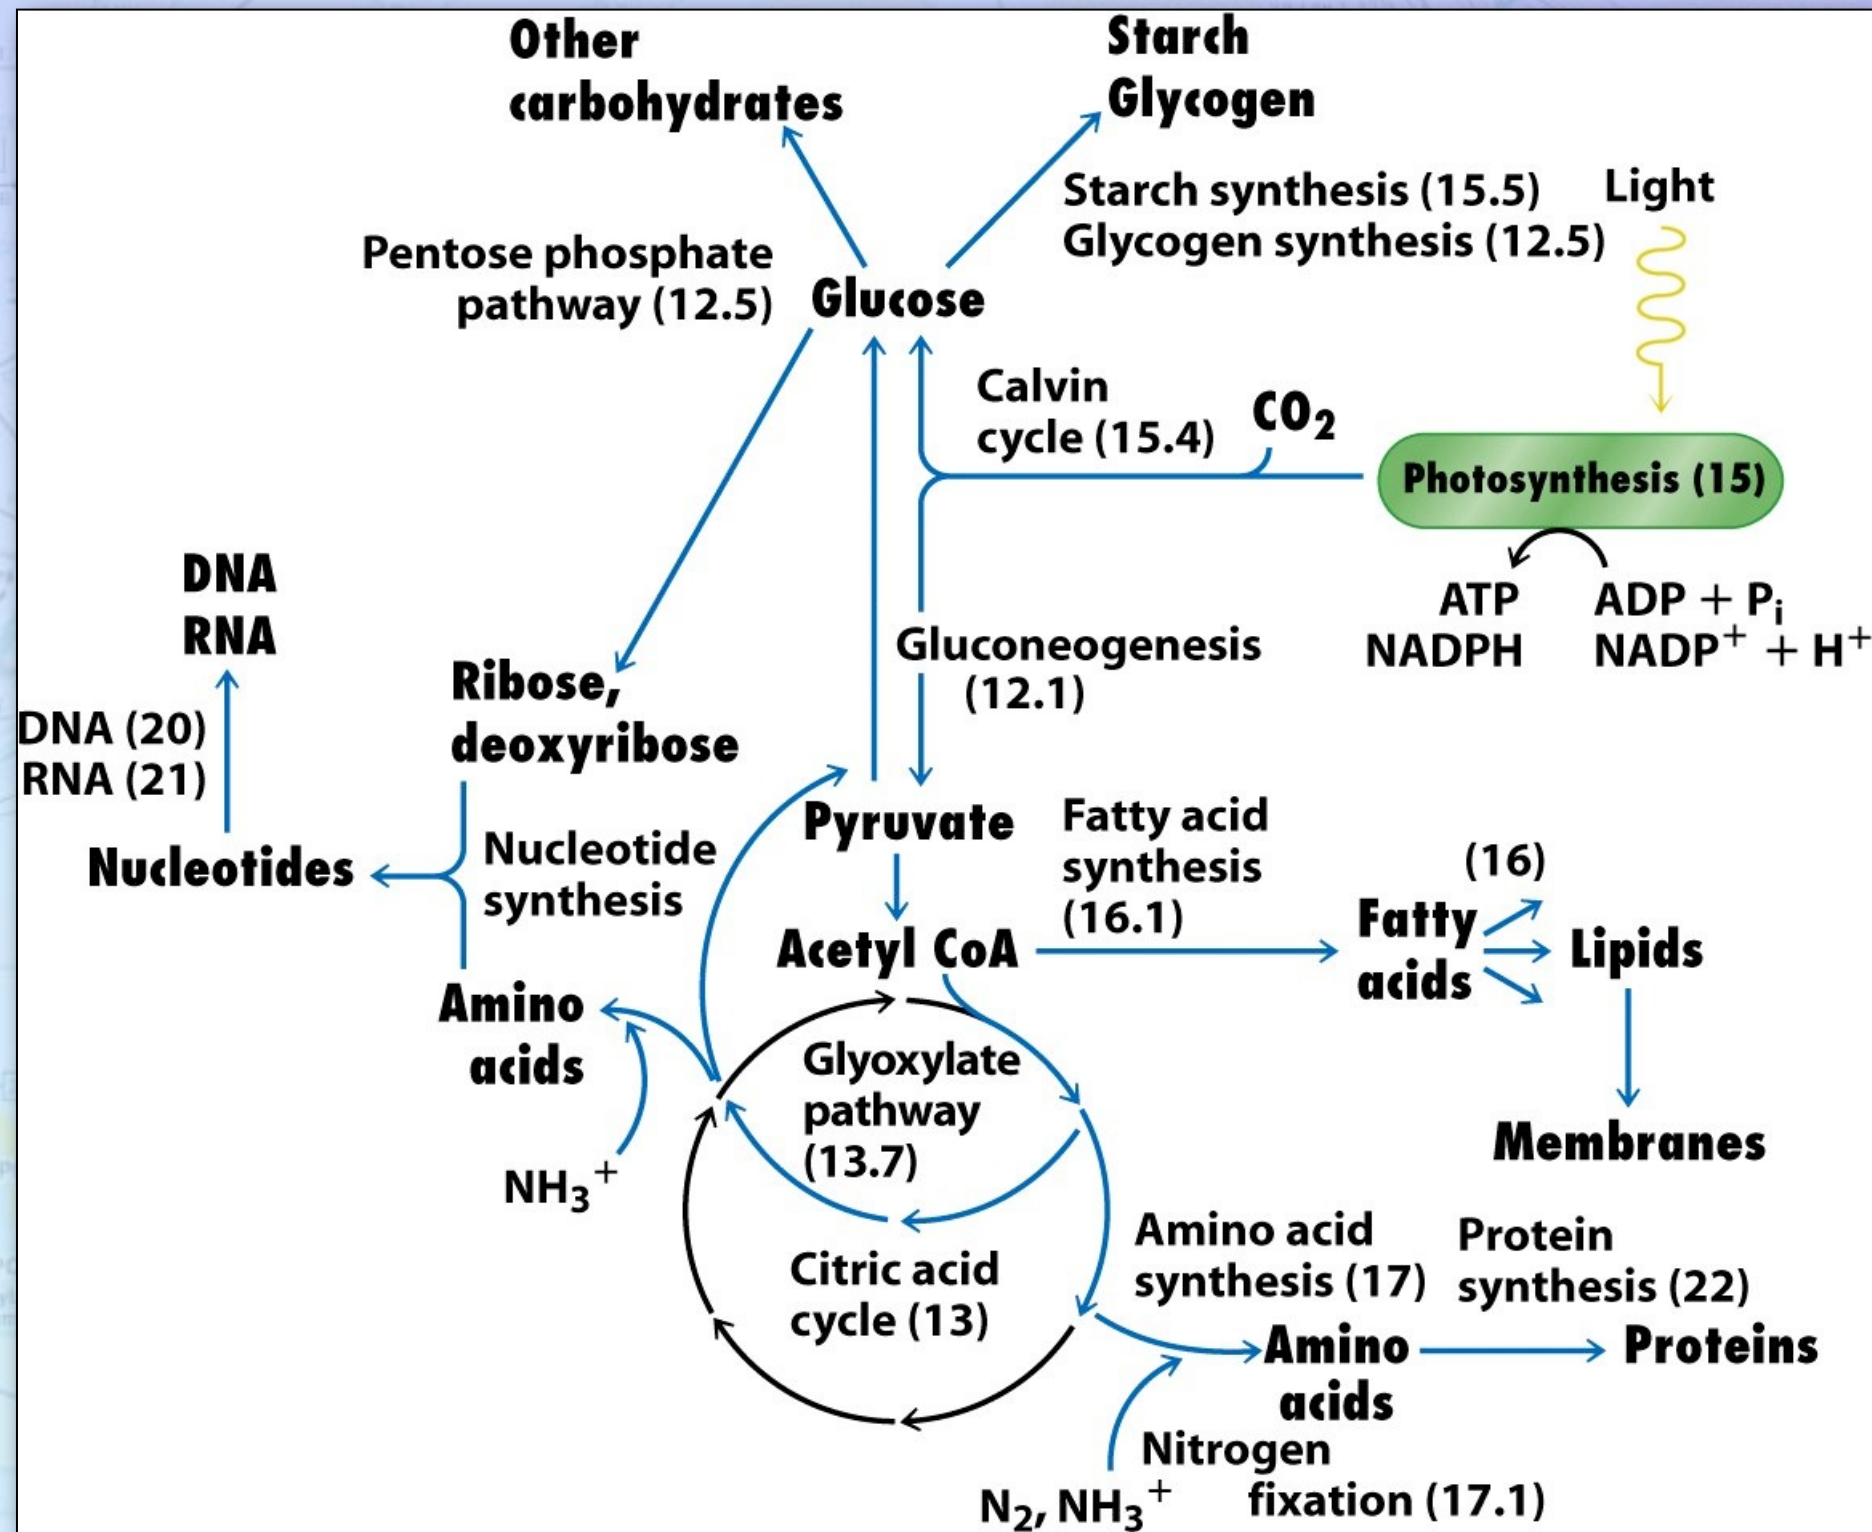 Other
carbohydrates
Starch
Glycogen
Starch synthesis (15.5)
Glycogen synthesis (12.5)
Light
Pentose phosphate
pathway (12.5)
Glucose
Calvin
cycle (15.4)
CO₂
Photosynthesis (15)
ATP
NADPH
ADP + Pᵢ
NADP⁺ + H⁺
DNA
RNA
Gluconeogenesis
(12.1)
Ribose,
deoxyribose
DNA (20)
RNA (21)
Nucleotides
Nucleotide
synthesis
Pyruvate
Fatty acid
synthesis
(16.1)
(16)
Acetyl CoA
Fatty
acids
Lipids
Amino
acids
Glyoxylate
pathway
(13.7)
Membranes
NH₃⁺
Citric acid
cycle (13)
Amino acid
synthesis (17)
Protein
synthesis (22)
Amino
acids
Proteins
Nitrogen
fixation (17.1)
N₂, NH₃⁺